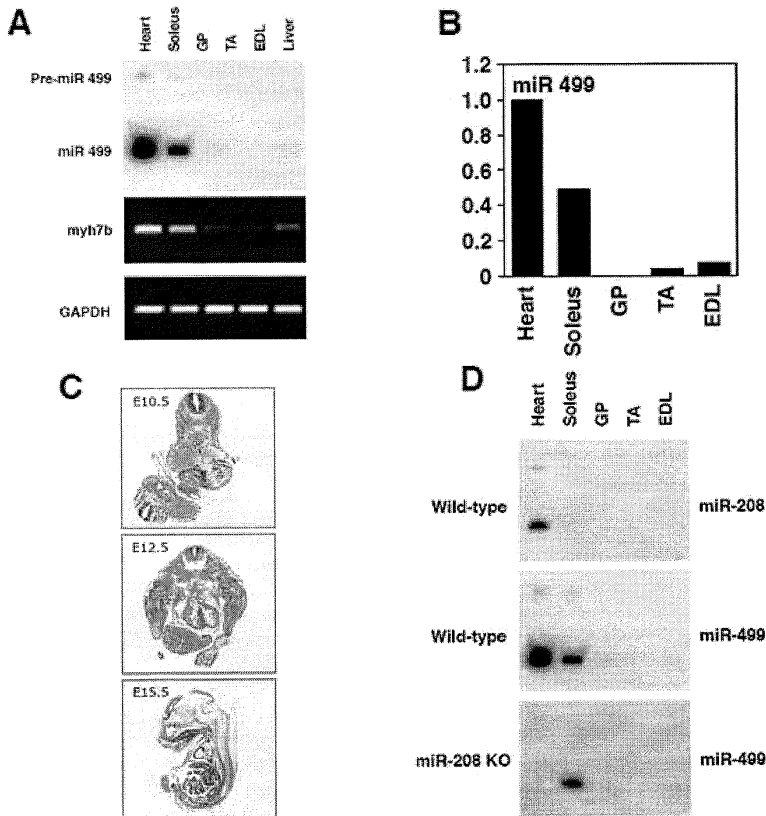 A
Heart
Soleus
GP
TA
EDL
Liver
Pre-miR 499
miR 499
myh7b
GAPDH
B
miR 499
1.2
1.0
0.8
0.6
0.4
0.2
0
Heart
Soleus
GP
TA
EDL
C
E10.5
E12.5
E15.5
D
Heart
Soleus
GP
TA
EDL
Wild-type
miR-208
Wild-type
miR-499
miR-208 KO
miR-499